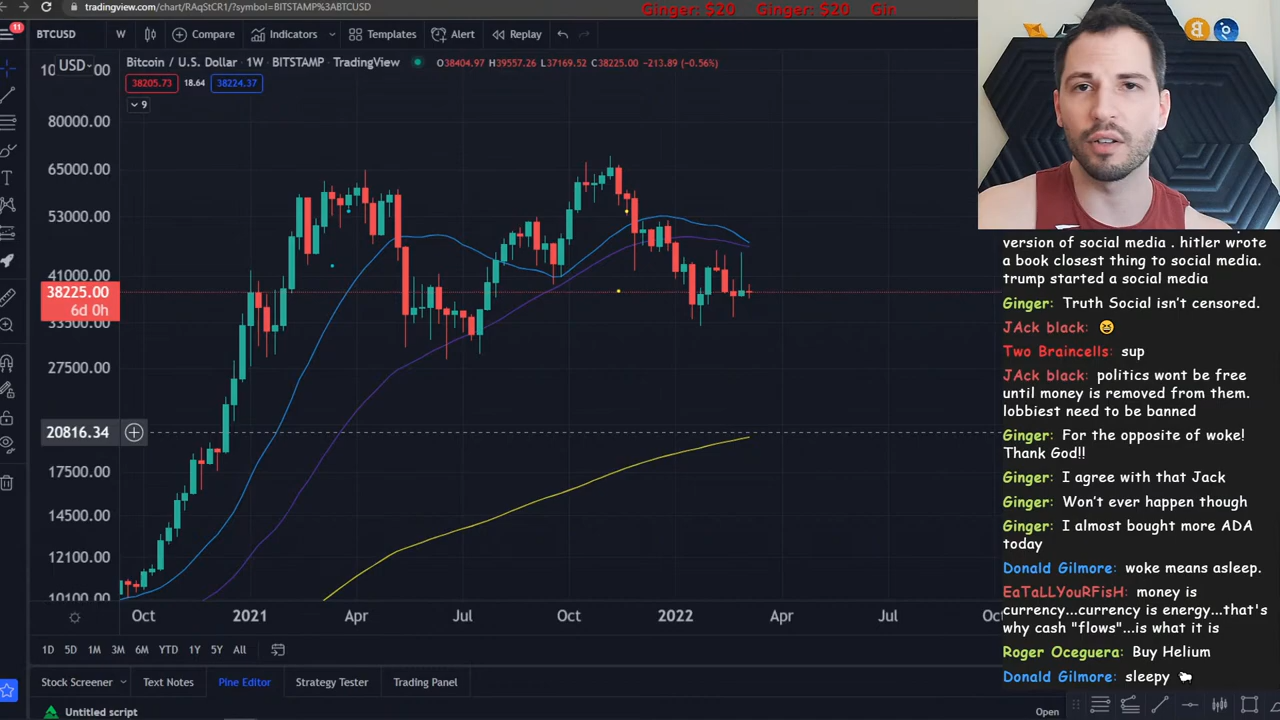 tradingview.com/chart/RAqStCR1/?symbol=BITSTAMP%3ABTCUSD
Ginger: $20 Ginger: $20 Gin
11
BTCUSD W Compare Indicators Templates Alert Replay
USD
Bitcoin / U.S. Dollar · 1W · BITSTAMP · TradingView O38404.97 H39557.26 L37169.52 C38225.00 −213.89 (−0.56%)
38205.73 18.64 38224.37
9
80000.00
65000.00
53000.00
41000.00
38225.00
6d 0h
33500.00
27500.00
20816.34
17500.00
14500.00
12100.00
10100.00
Oct 2021 Apr Jul Oct 2022 Apr Jul Oc
1D 5D 1M 3M 6M YTD 1Y 5Y All
Stock Screener Text Notes Pine Editor Strategy Tester Trading Panel
Untitled script
Open
version of social media . hitler wrote
a book closest thing to social media.
trump started a social media
Ginger: Truth Social isn't censored.
JAck black: 😆
Two Braincells: sup
JAck black: politics wont be free
until money is removed from them.
lobbiest need to be banned
Ginger: For the opposite of woke!
Thank God!!
Ginger: I agree with that Jack
Ginger: Won't ever happen though
Ginger: I almost bought more ADA
today
Donald Gilmore: woke means asleep.
EaTaLLYouRFisH: money is
currency...currency is energy...that's
why cash "flows"...is what it is
Roger Oceguera: Buy Helium
Donald Gilmore: sleepy 🐑